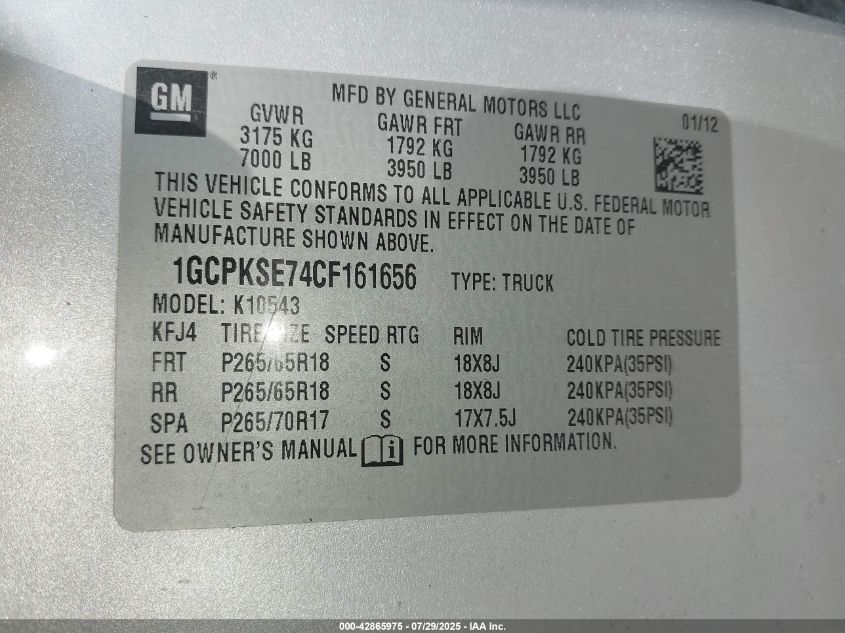 GM®
MFD BY GENERAL MOTORS LLC
01/12
GVWR GAWR FRT GAWR RR
3175 KG 1792 KG 1792 KG
7000 LB 3950 LB 3950 LB
THIS VEHICLE CONFORMS TO ALL APPLICABLE U.S. FEDERAL MOTOR
VEHICLE SAFETY STANDARDS IN EFFECT ON THE DATE OF
MANUFACTURE SHOWN ABOVE.
1GCPKSE74CF161656 TYPE: TRUCK
MODEL: K10543
KFJ4 TIRE SIZE SPEED RTG RIM COLD TIRE PRESSURE
FRT P265/65R18 S 18X8J 240KPA(35PSI)
RR P265/65R18 S 18X8J 240KPA(35PSI)
SPA P265/70R17 S 17X7.5J 240KPA(35PSI)
SEE OWNER'S MANUAL i FOR MORE INFORMATION.
000-42865975 - 07/29/2025 - IAA Inc.